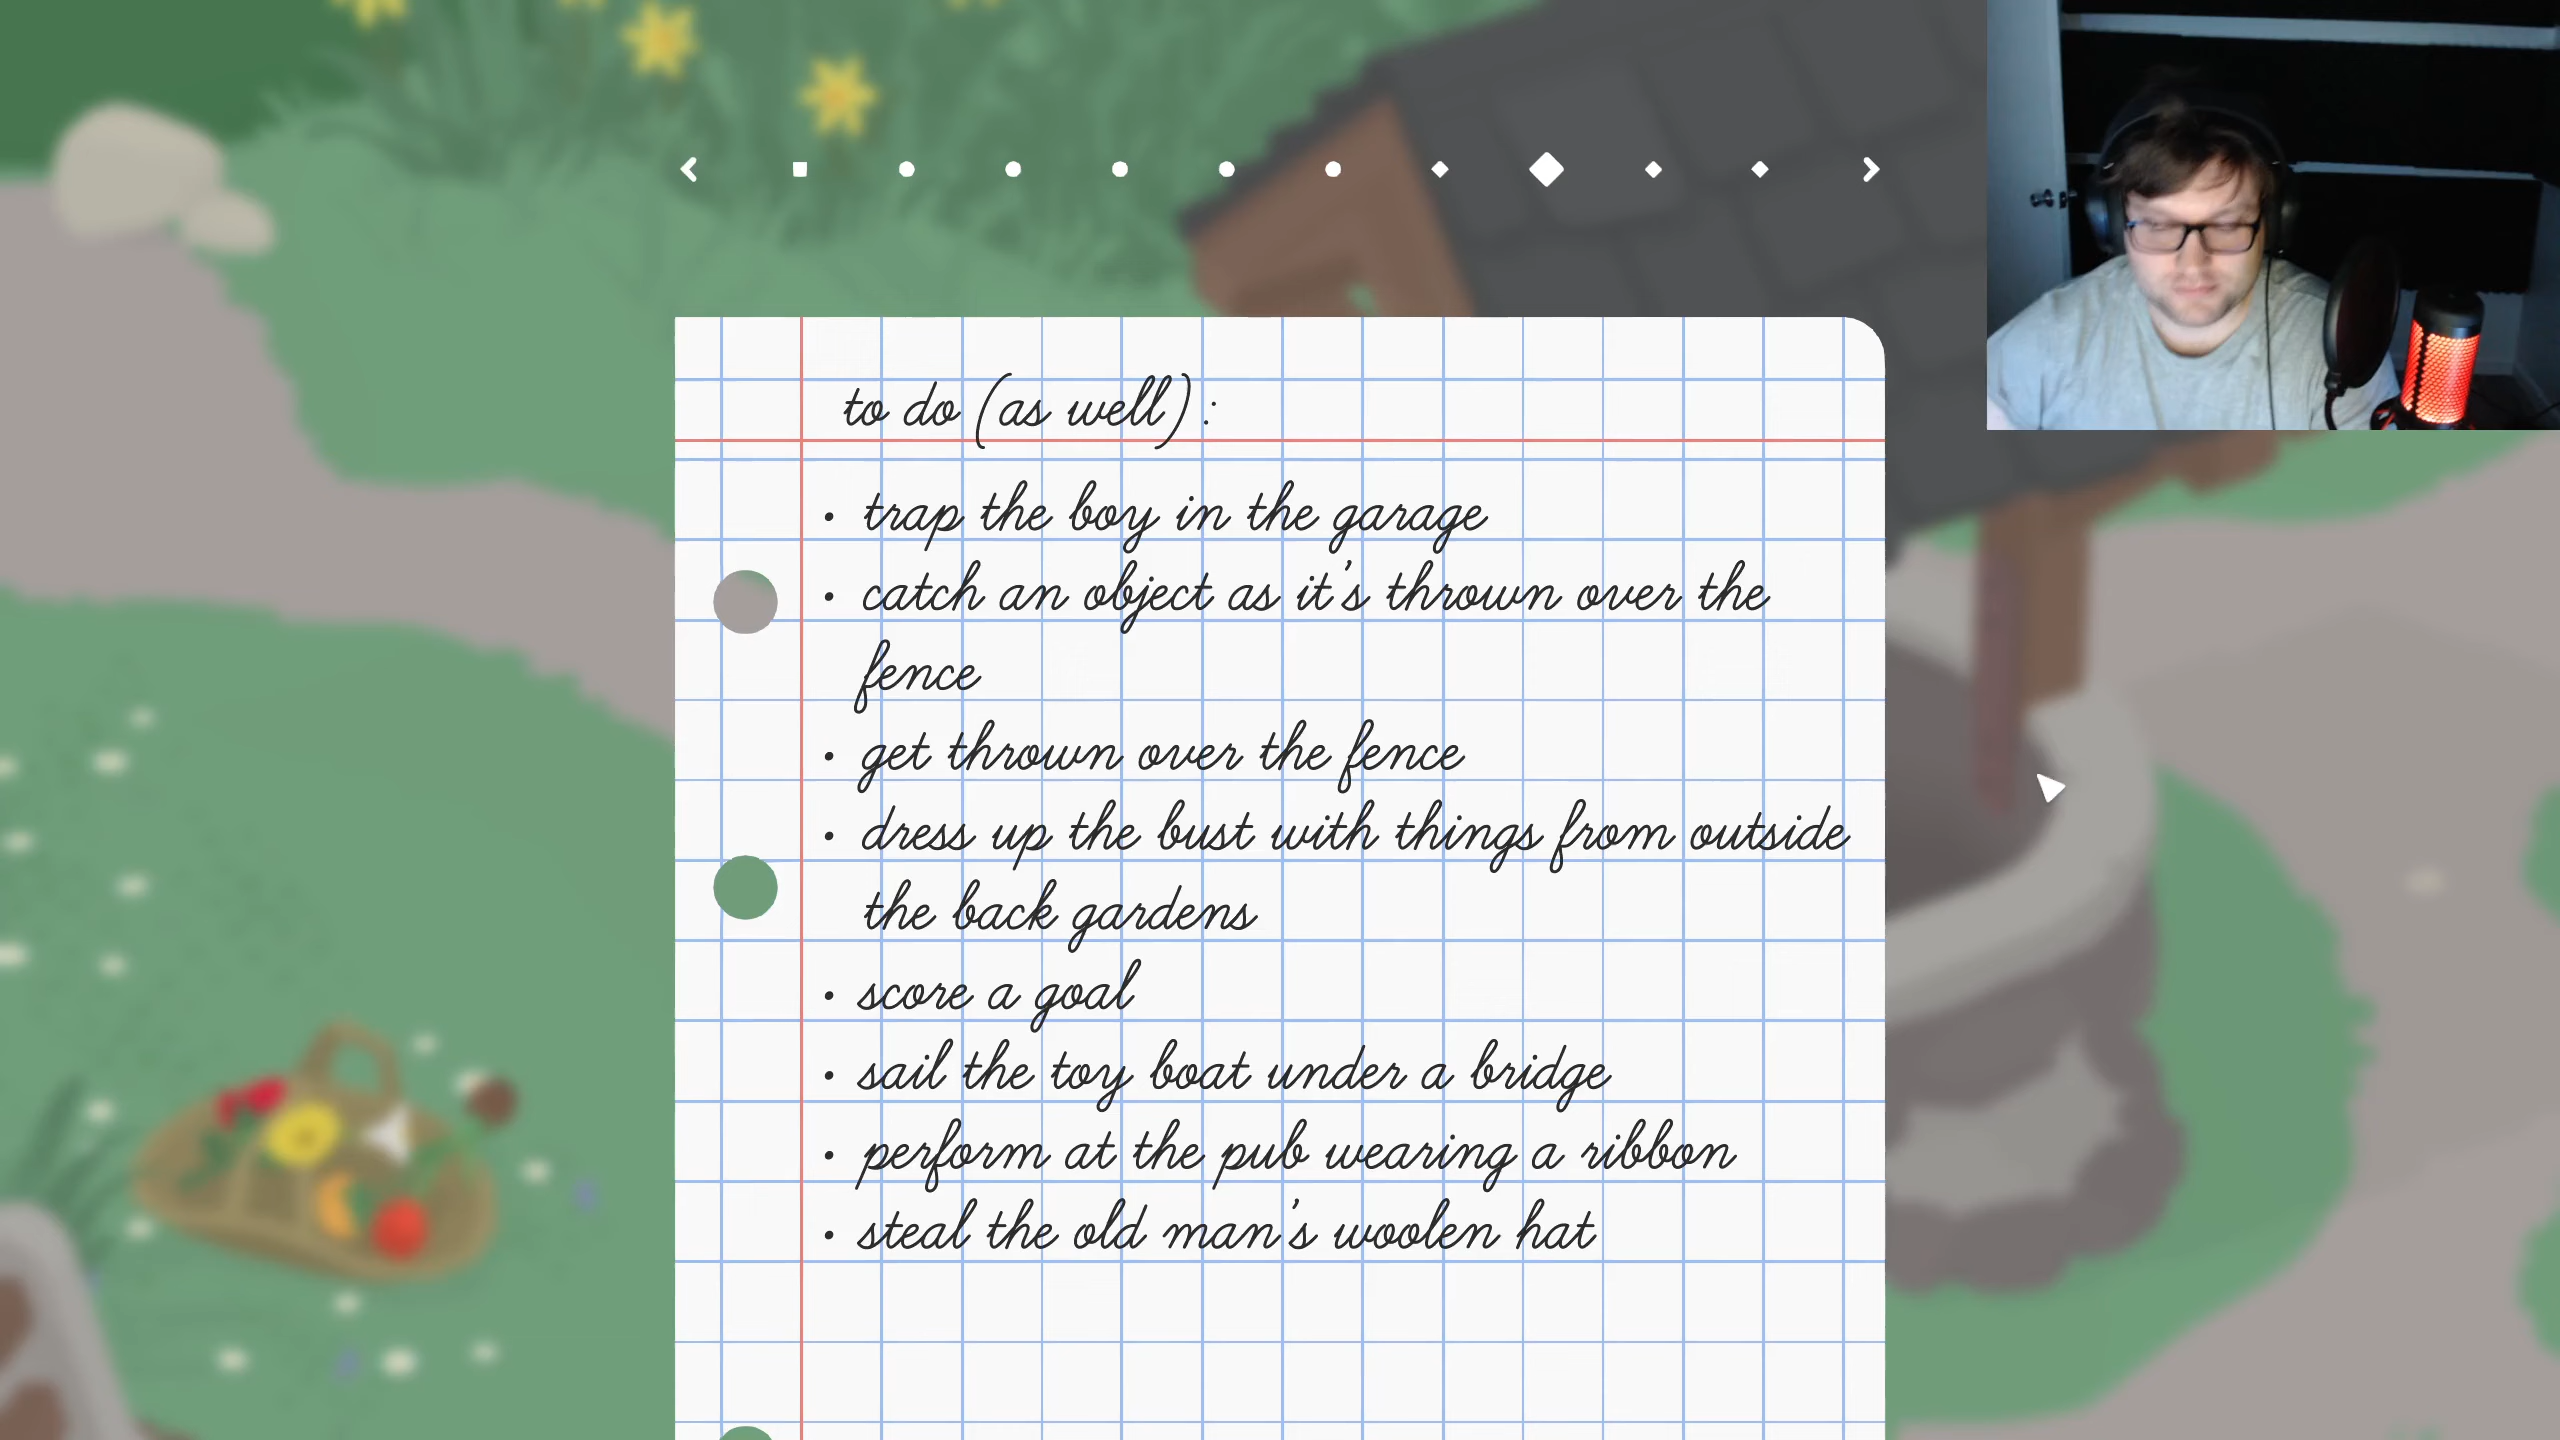 to do (as well):
• trap the boy in the garage
• catch an object as it's thrown over the
fence
• get thrown over the fence
• dress up the bust with things from outside
the back gardens
• score a goal
• sail the toy boat under a bridge
• perform at the pub wearing a ribbon
• steal the old man's woolen hat